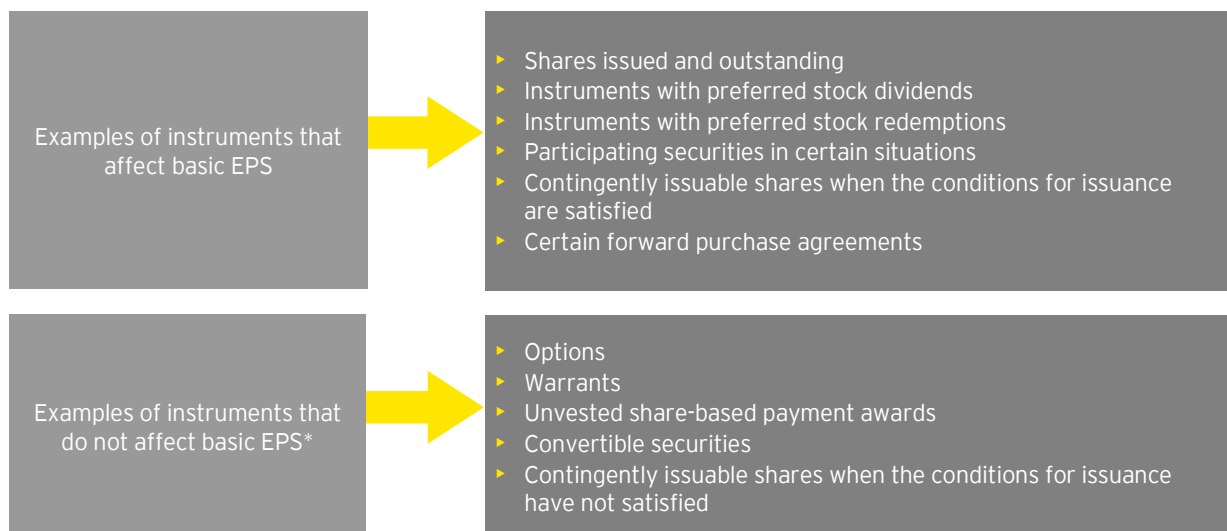 Examples of instruments that
affect basic EPS
▸ Shares issued and outstanding
▸ Instruments with preferred stock dividends
▸ Instruments with preferred stock redemptions
▸ Participating securities in certain situations
▸ Contingently issuable shares when the conditions for issuance
are satisfied
▸ Certain forward purchase agreements
Examples of instruments that
do not affect basic EPS*
▸ Options
▸ Warrants
▸ Unvested share-based payment awards
▸ Convertible securities
▸ Contingently issuable shares when the conditions for issuance
have not satisfied